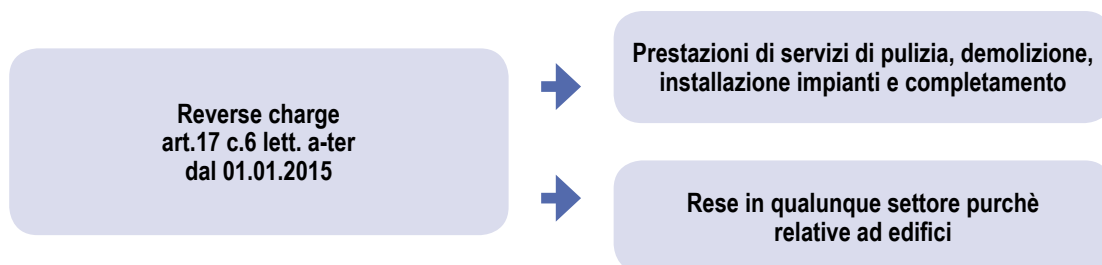 Reverse charge
art.17 c.6 lett. a-ter
dal 01.01.2015
Prestazioni di servizi di pulizia, demolizione,
installazione impianti e completamento
Rese in qualunque settore purchè
relative ad edifici